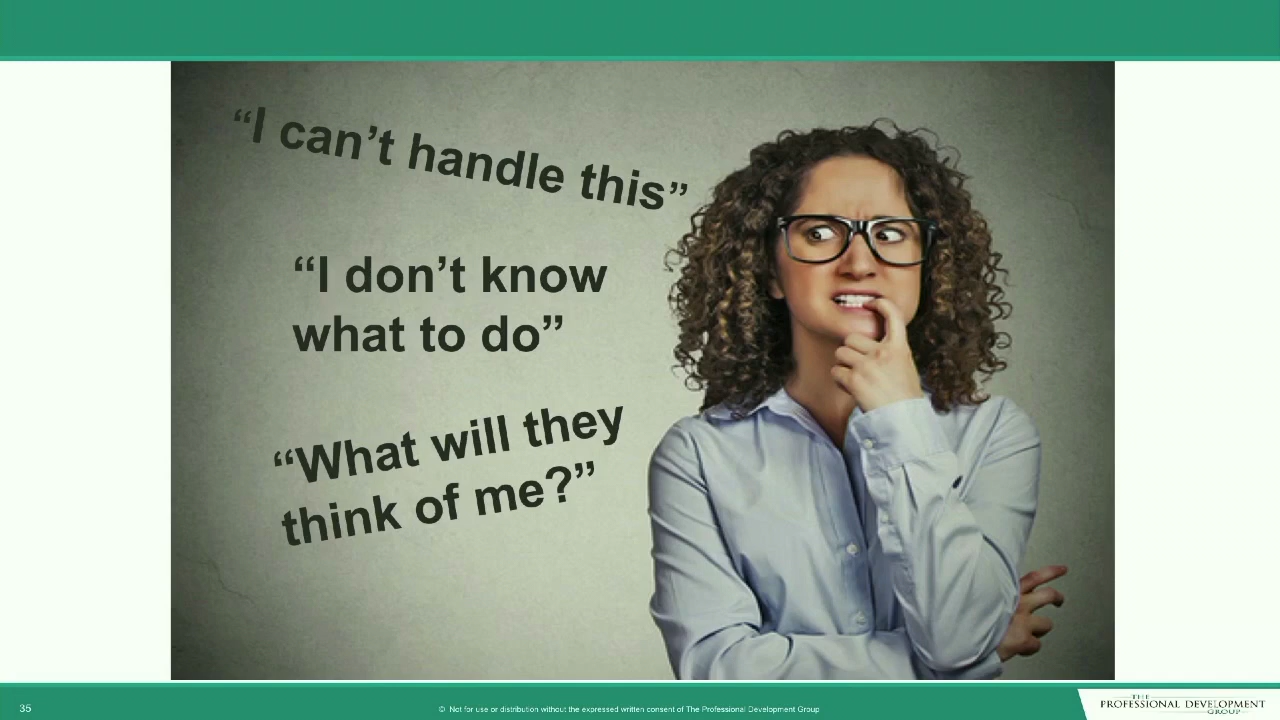 “I can’t handle this”
“I don’t know
what to do”
“What will they
think of me?”
35
© Not for use or distribution without the expressed written consent of The Professional Development Group
THE
PROFESSIONAL DEVELOPMENT
GROUP